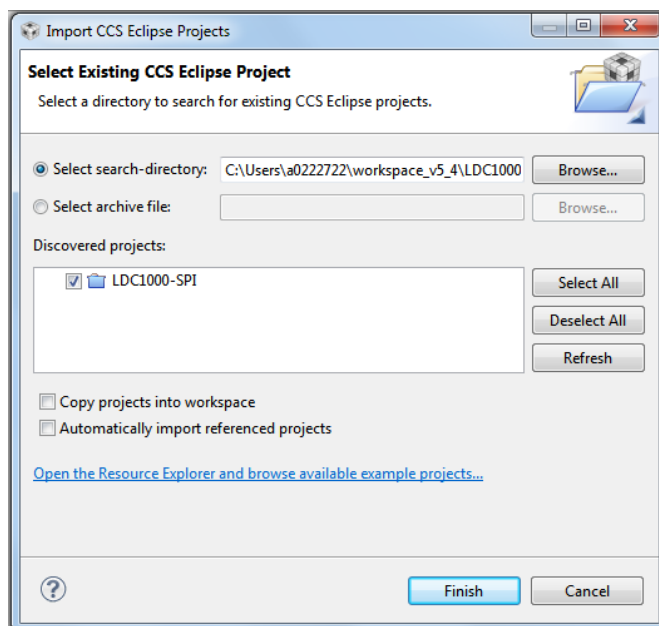 Import CCS Eclipse Projects
Select Existing CCS Eclipse Project
Select a directory to search for existing CCS Eclipse projects.
Select search-directory: C:\Users\a0222722\workspace_v5_4\LDC1000 Browse...
Select archive file: Browse...
Discovered projects:
LDC1000-SPI
Select All
Deselect All
Refresh
Copy projects into workspace
Automatically import referenced projects
Open the Resource Explorer and browse available example projects...
? Finish Cancel